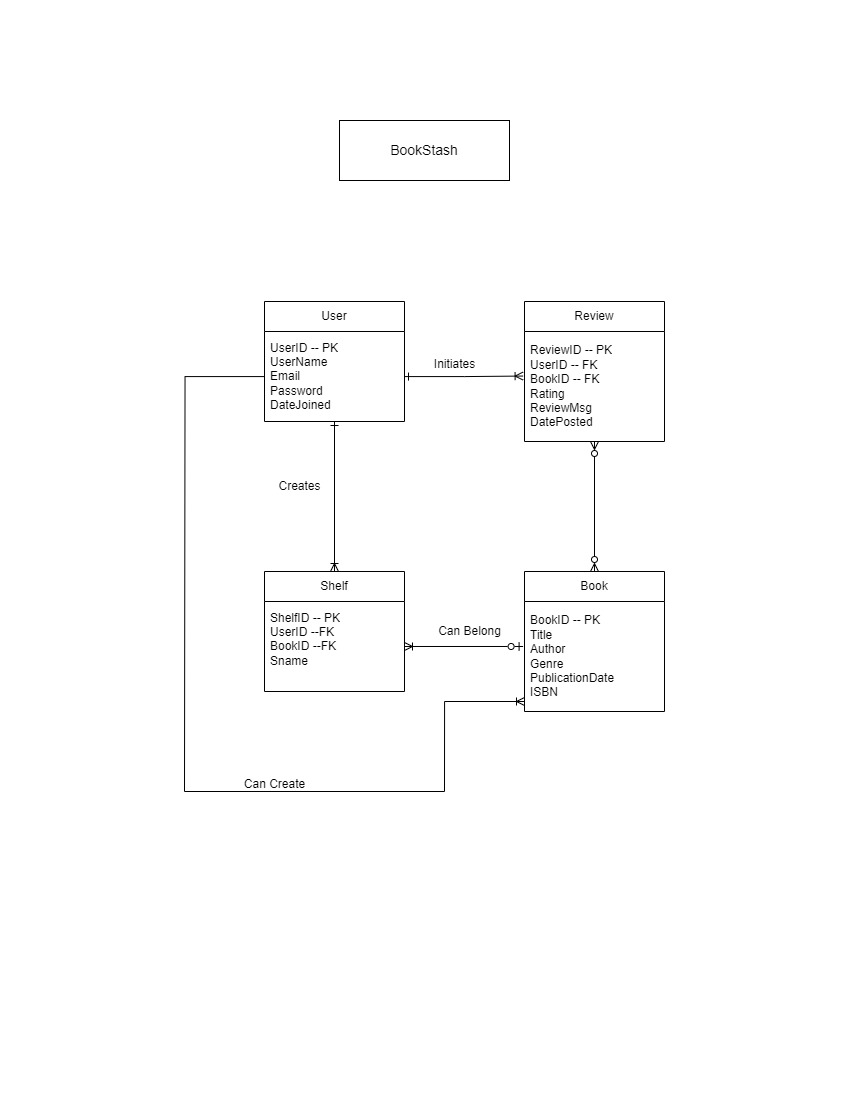 BookStash
User
UserID -- PK
UserName
Email
Password
DateJoined
Initiates
Review
ReviewID -- PK
UserID -- FK
BookID -- FK
Rating
ReviewMsg
DatePosted
Creates
Shelf
ShelfID -- PK
UserID --FK
BookID --FK
Sname
Can Belong
Book
BookID -- PK
Title
Author
Genre
PublicationDate
ISBN
Can Create